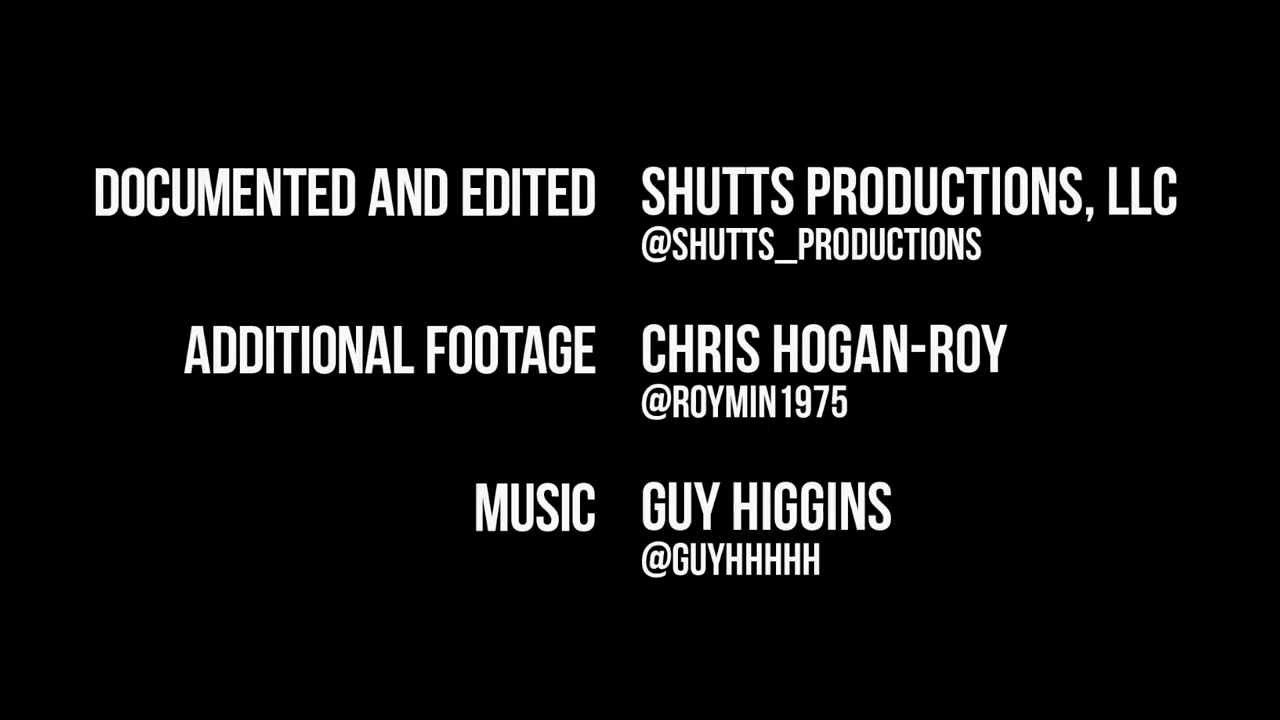 DOCUMENTED AND EDITED SHUTTS PRODUCTIONS, LLC
@SHUTTS_PRODUCTIONS
ADDITIONAL FOOTAGE CHRIS HOGAN-ROY
@ROYMIN1975
MUSIC GUY HIGGINS
@GUYHHHHH